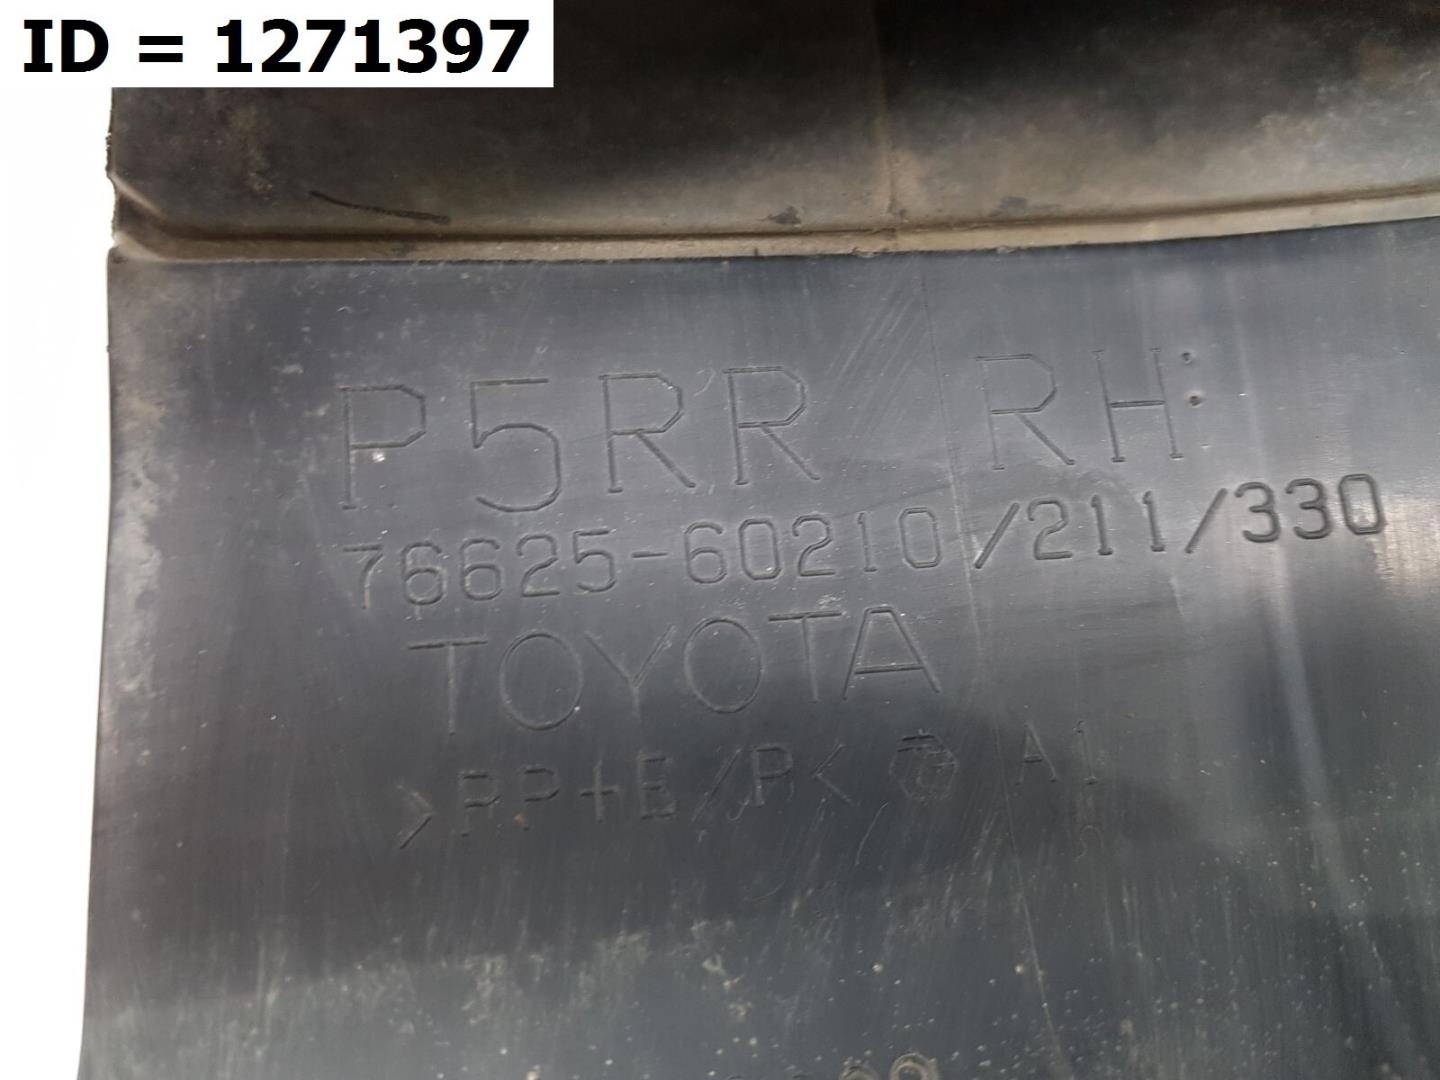 ID = 1271397
P5RR RH
76625-60210/211/330
TOYOTA
>PP+E/P< A1